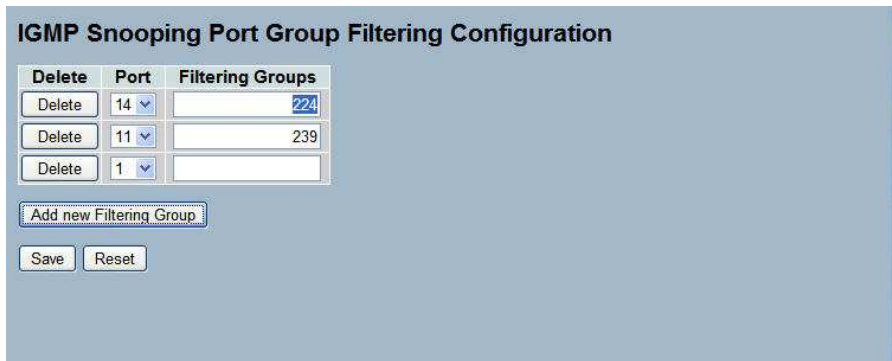 IGMP Snooping Port Group Filtering Configuration
Delete Port Filtering Groups
Delete 14 224
Delete 11 239
Delete 1
Add new Filtering Group
Save Reset